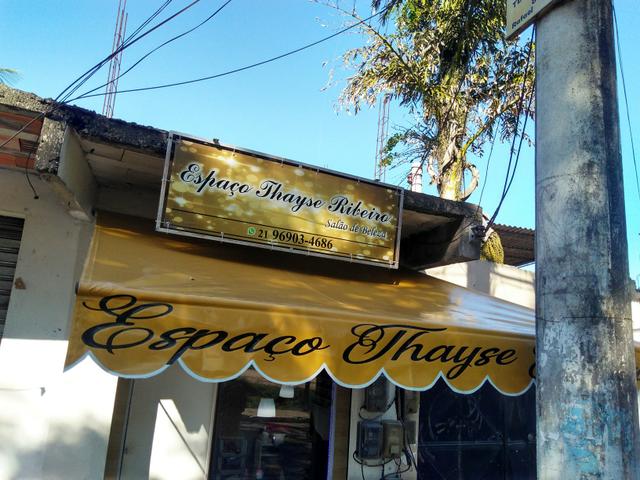 Espaço Thayse Ribeiro
Salão de Beleza
21 96903-4686
Espaço Thayse